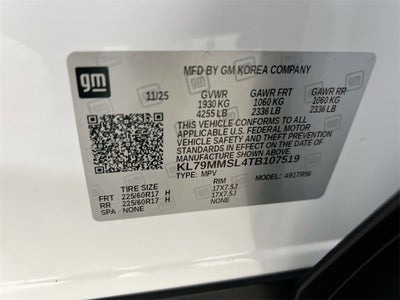 gm
MFD BY GM KOREA COMPANY
11/25 GVWR GAWR FRT GAWR RR
1930 KG 1060 KG 1060 KG
4255 LB 2336 LB 2336 LB
THIS VEHICLE CONFORMS TO ALL
APPLICABLE U.S. FEDERAL MOTOR
VEHICLE SAFETY AND THEFT PREVENTION
STANDARDS IN EFFECT ON THE DATE OF
MANUFACTURE SHOWN ABOVE.
KL79MMSL4TB107519
TYPE: MPV MODEL: 491TR56
TIRE SIZE RIM
FRT 225/60R17 H 17X7.5J
RR 225/60R17 H 17X7.5J
SPA NONE NONE